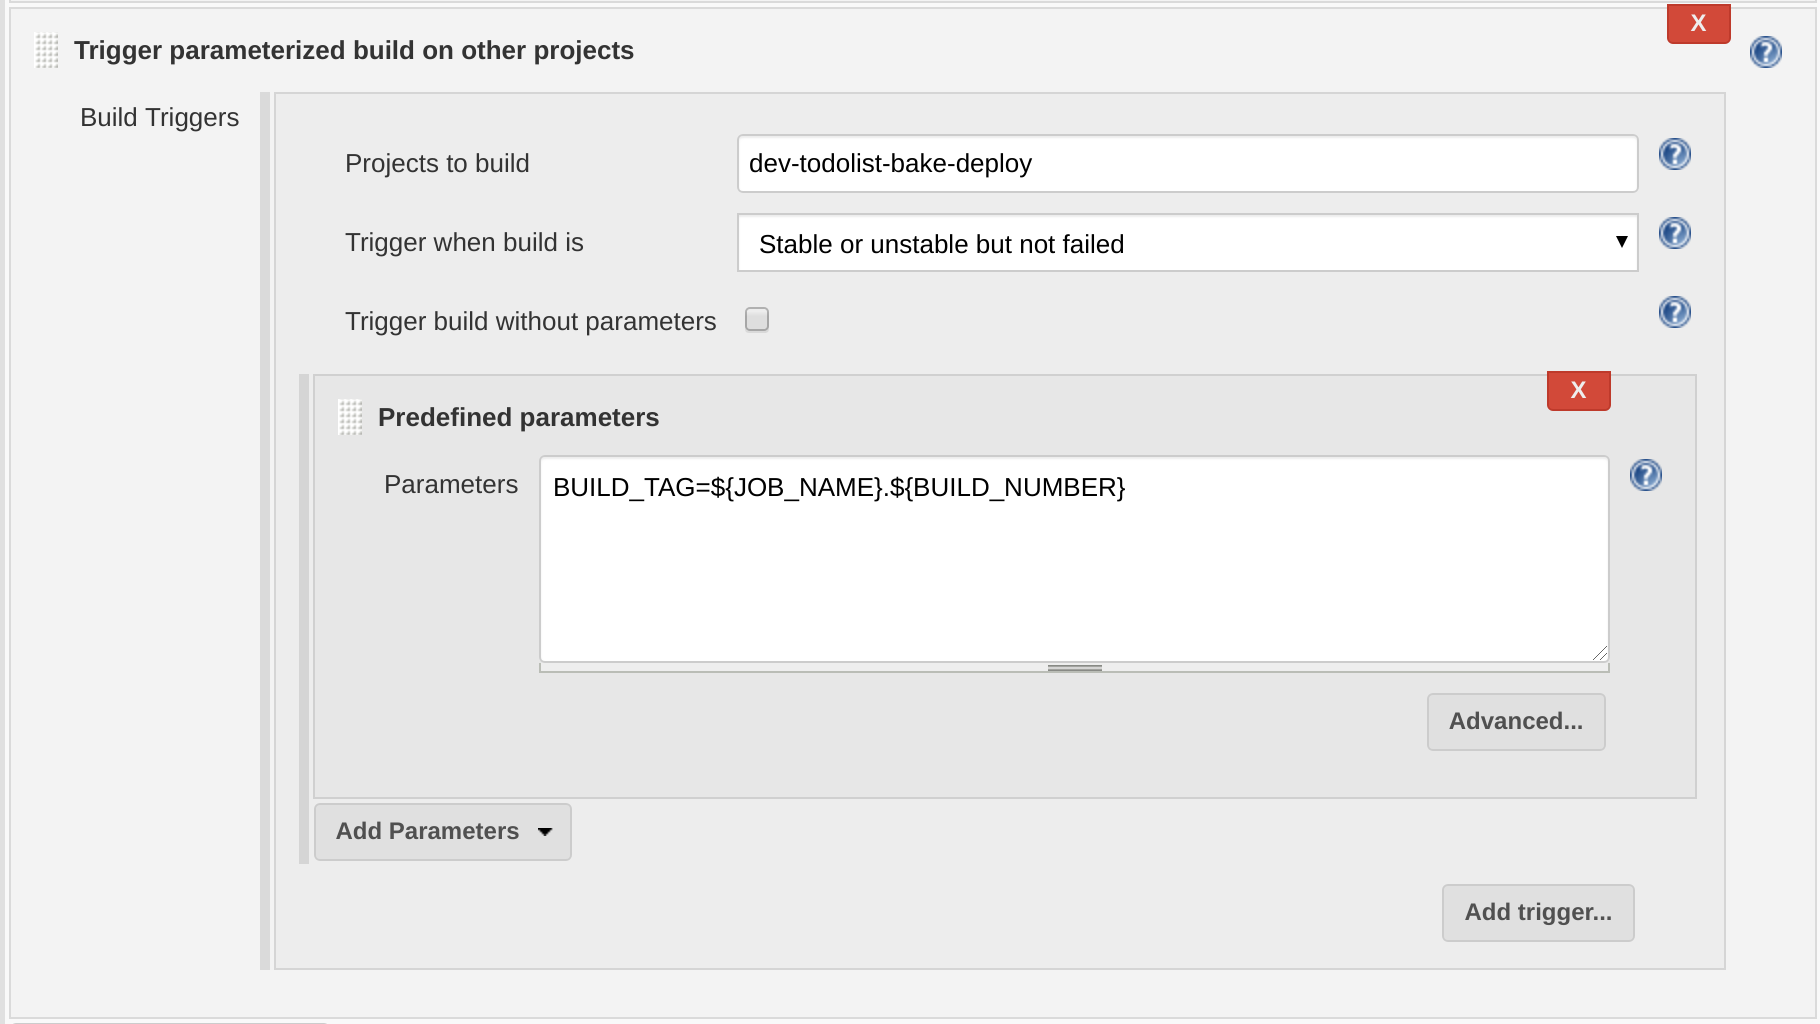 X
Trigger parameterized build on other projects
?
Build Triggers
Projects to build
dev-todolist-bake-deploy
?
Trigger when build is
Stable or unstable but not failed
?
Trigger build without parameters
?
X
Predefined parameters
Parameters
BUILD_TAG=${JOB_NAME}.${BUILD_NUMBER}
?
Advanced...
Add Parameters
Add trigger...